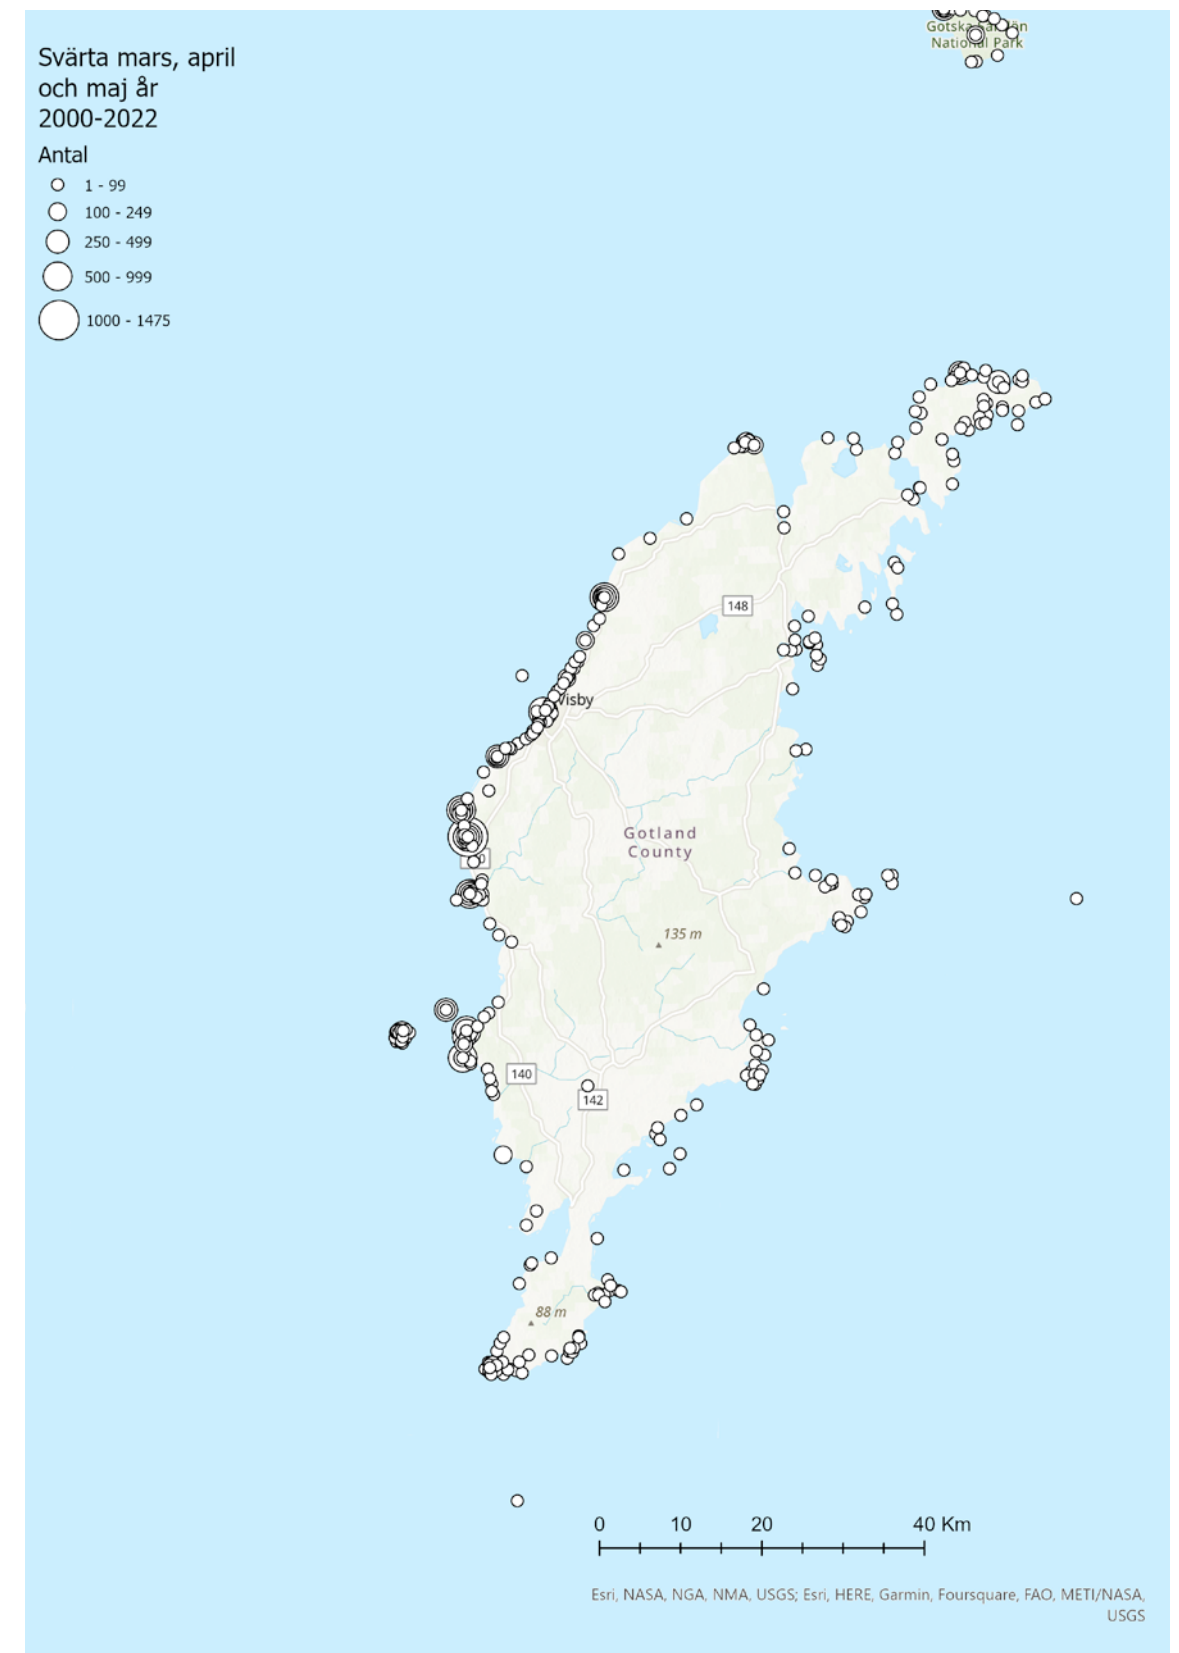 Svärta mars, april
och maj år
2000-2022
Antal
1 - 99
100 - 249
250 - 499
500 - 999
1000 - 1475
Gotska
National Park
148
Visby
Gotland
County
135 m
140
142
88 m
0 10 20 40 Km
Esri, NASA, NGA, NMA, USGS; Esri, HERE, Garmin, Foursquare, FAO, METI/NASA,
USGS